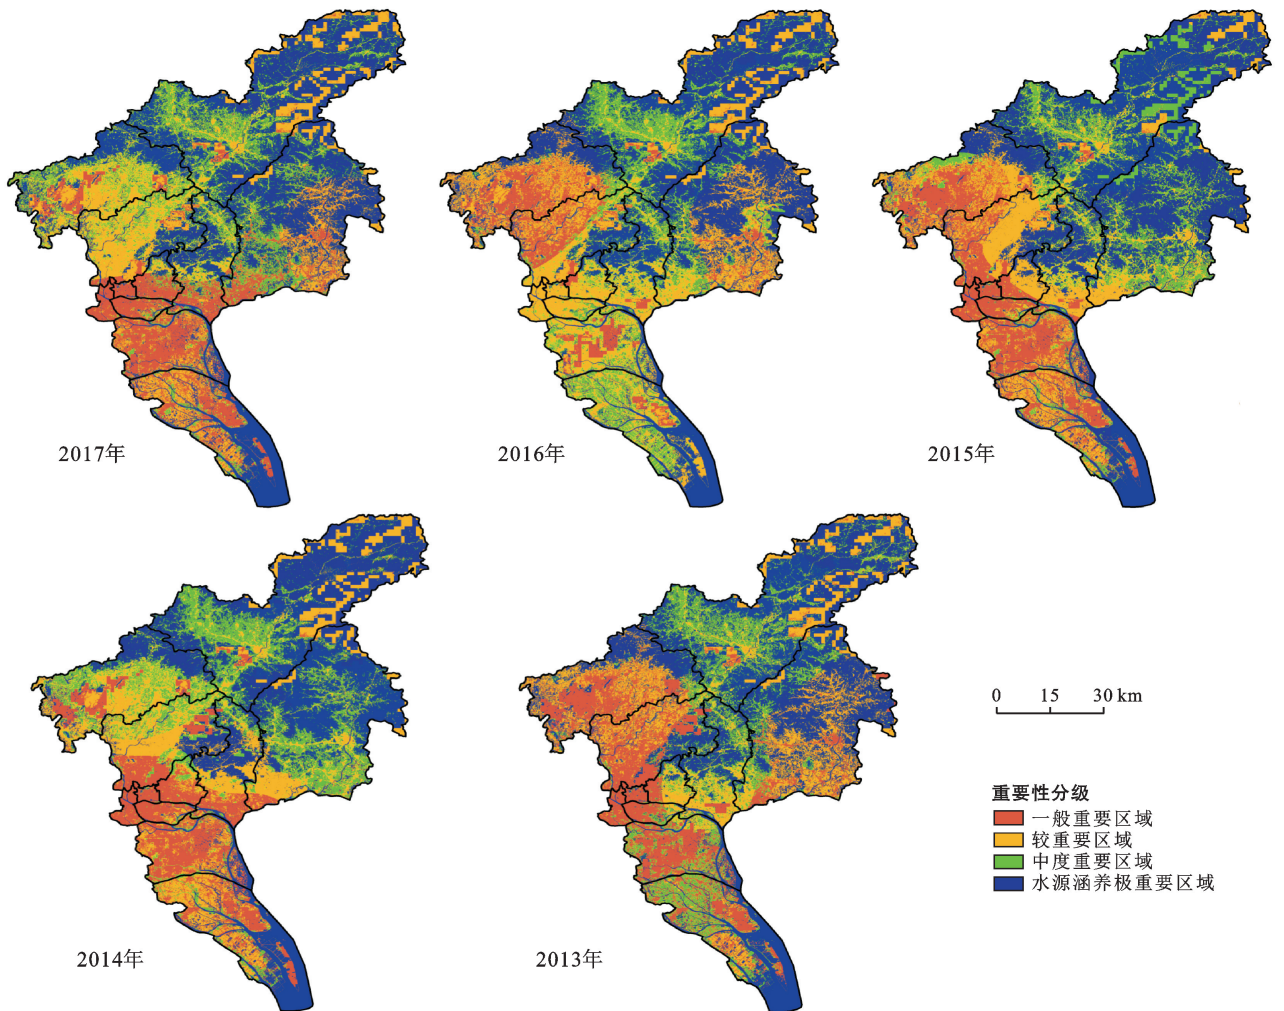 2017年
2016年
2015年
2014年
2013年
0 15 30 km
重要性分级
一般重要区域
较重要区域
中度重要区域
水源涵养极重要区域